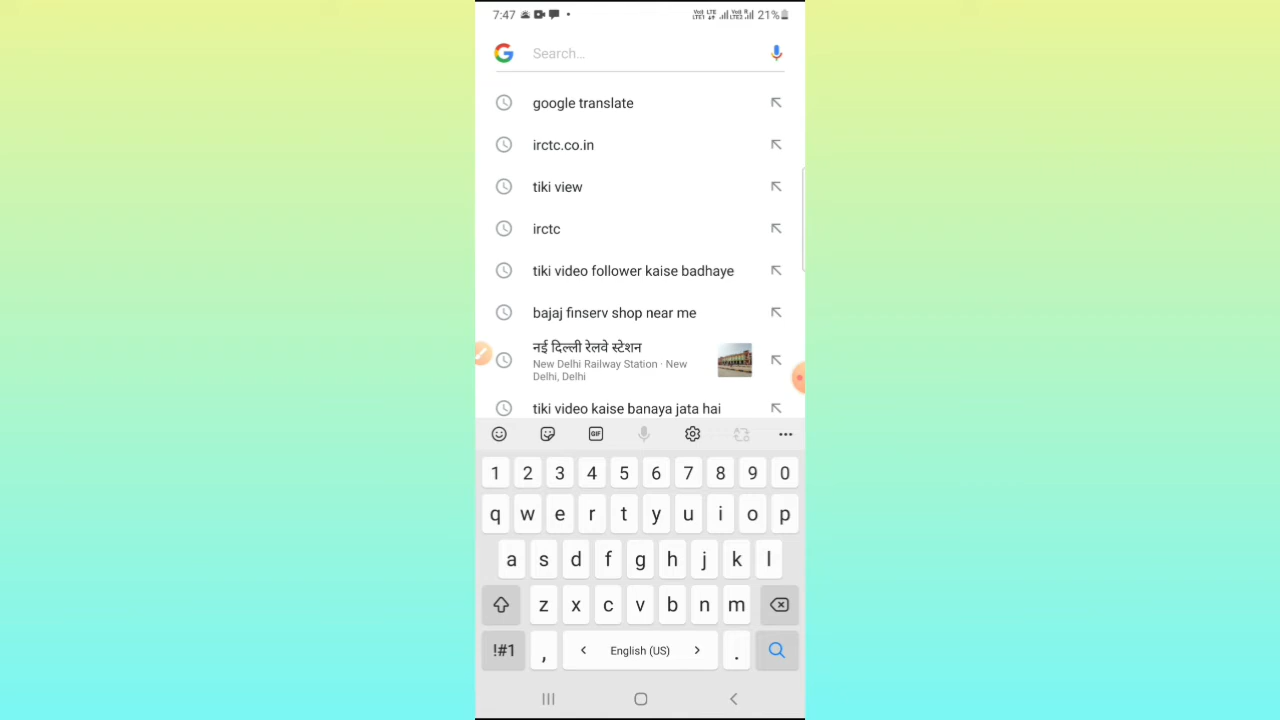 7:47
21%
Search...
google translate
irctc.co.in
tiki view
irctc
tiki video follower kaise badhaye
bajaj finserv shop near me
नई दिल्ली रेलवे स्टेशन
New Delhi Railway Station · New
Delhi, Delhi
tiki video kaise banaya jata hai
GIF
1 2 3 4 5 6 7 8 9 0
q w e r t y u i o p
a s d f g h j k l
z x c v b n m
!#1 , < English (US) > .